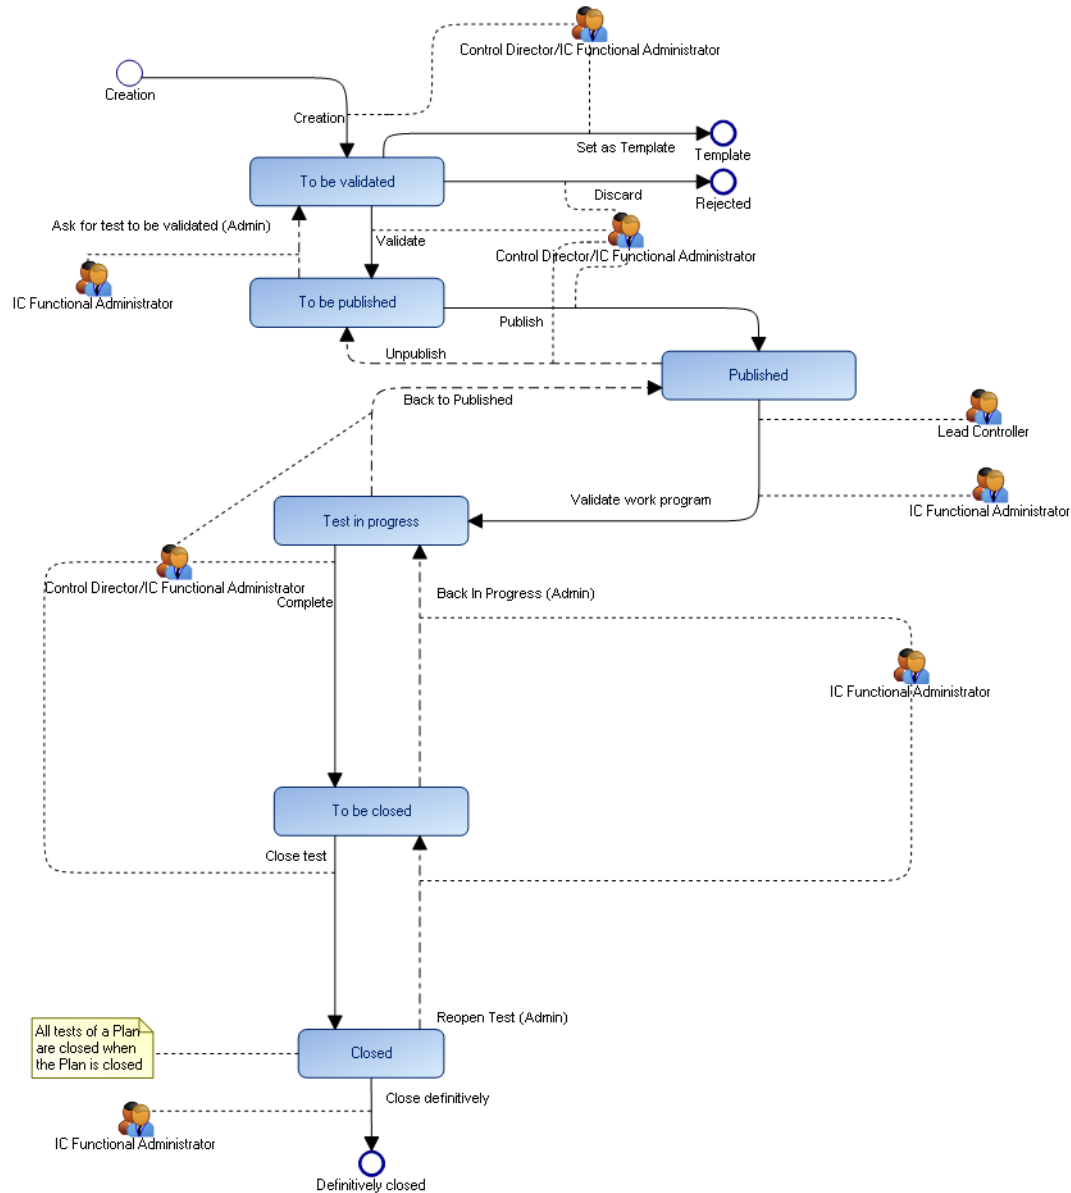 Control Director/IC Functional Administrator
Creation
Creation
Set as Template
Template
To be validated
Discard
Rejected
Ask for test to be validated (Admin)
Validate
Control Director/IC Functional Administrator
IC Functional Administrator
To be published
Publish
Unpublish
Published
Back to Published
Lead Controller
Validate work program
IC Functional Administrator
Test in progress
Control Director/IC Functional Administrator
Complete
Back In Progress (Admin)
IC Functional Administrator
To be closed
Close test
Reopen Test (Admin)
All tests of a Plan
are closed when
the Plan is closed
Closed
Close definitively
IC Functional Administrator
Definitively closed